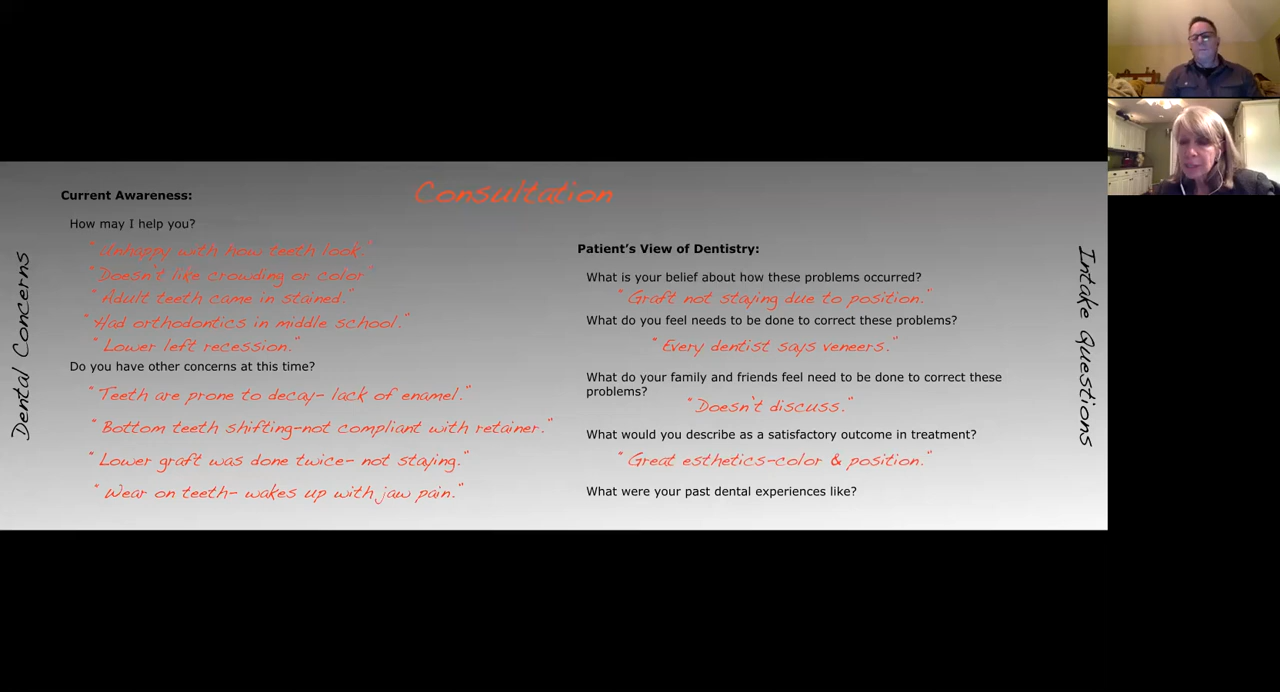 Consultation
Dental Concerns
Current Awareness:
How may I help you?
"Unhappy with how teeth look."
"Doesn't like crowding or color"
"Adult teeth came in stained."
"Had orthodontics in middle school."
"Lower left recession."
Do you have other concerns at this time?
"Teeth are prone to decay- lack of enamel."
"Bottom teeth shifting-not compliant with retainer."
"Lower graft was done twice- not staying."
"Wear on teeth- wakes up with jaw pain."
Patient's View of Dentistry:
What is your belief about how these problems occurred?
"Graft not staying due to position."
What do you feel needs to be done to correct these problems?
"Every dentist says veneers."
What do your family and friends feel need to be done to correct these
problems?
"Doesn't discuss."
What would you describe as a satisfactory outcome in treatment?
"Great esthetics-color & position."
What were your past dental experiences like?
Intake Questions